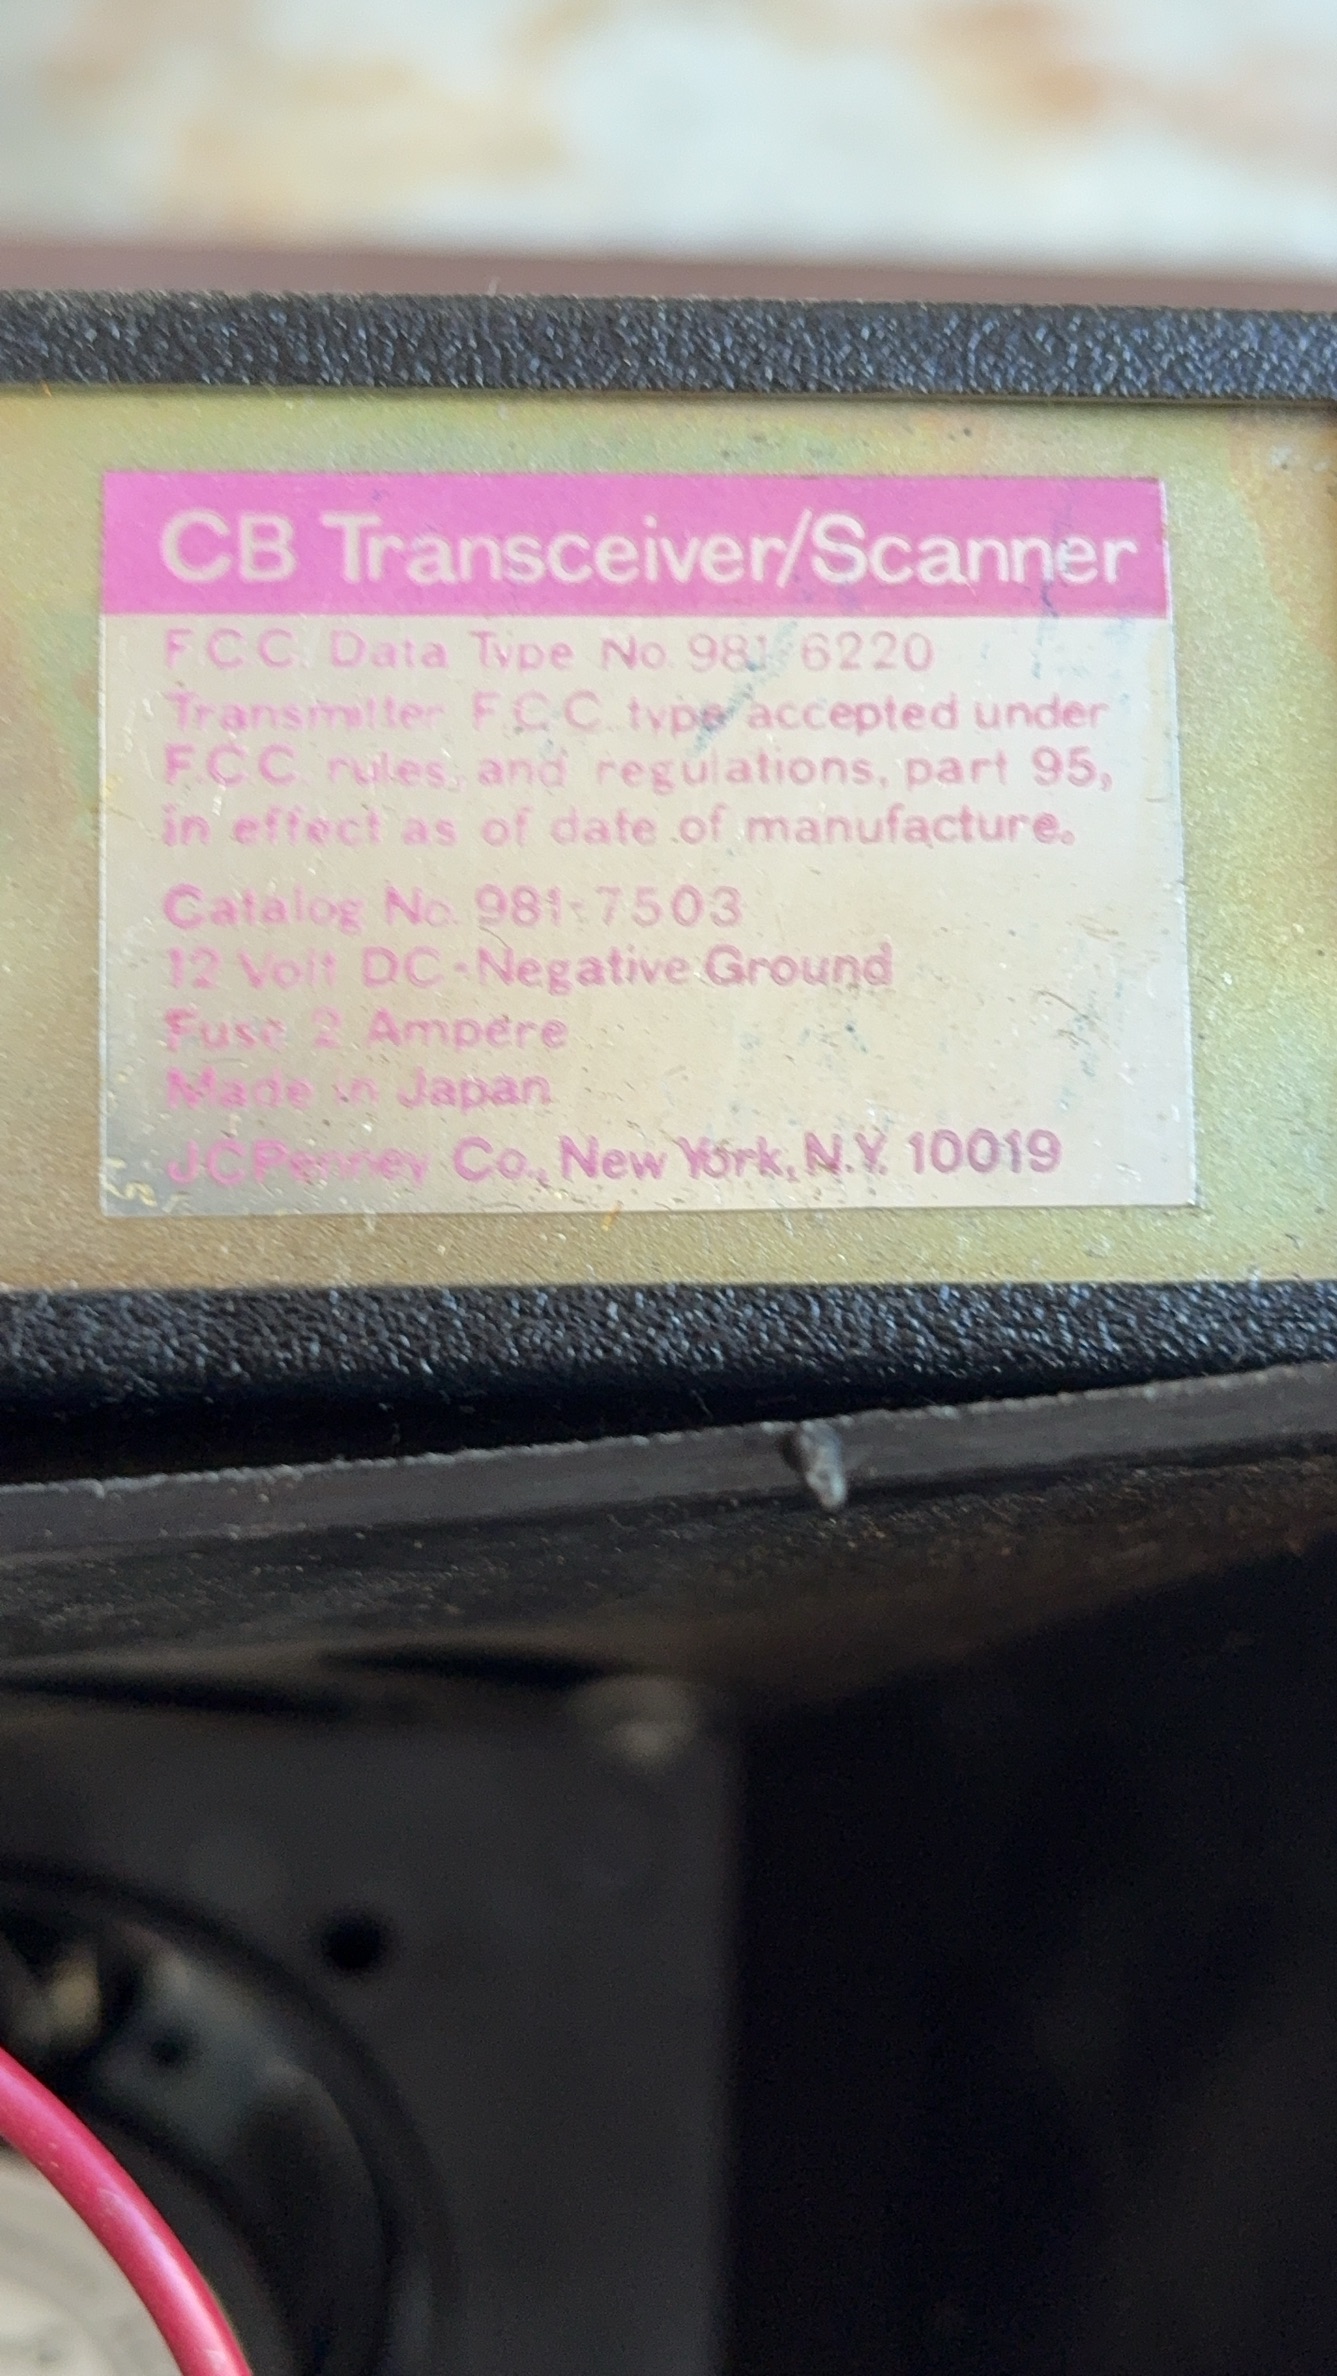 CB Transceiver/Scanner
F.C.C. Data Type No. 981-6220
Transmitter F.C.C. type accepted under
F.C.C. rules, and regulations, part 95,
in effect as of date of manufacture.
Catalog No. 981-7503
12 Volt DC-Negative Ground
Fuse 2 Ampere
Made in Japan
JCPenney Co., New York, N.Y. 10019